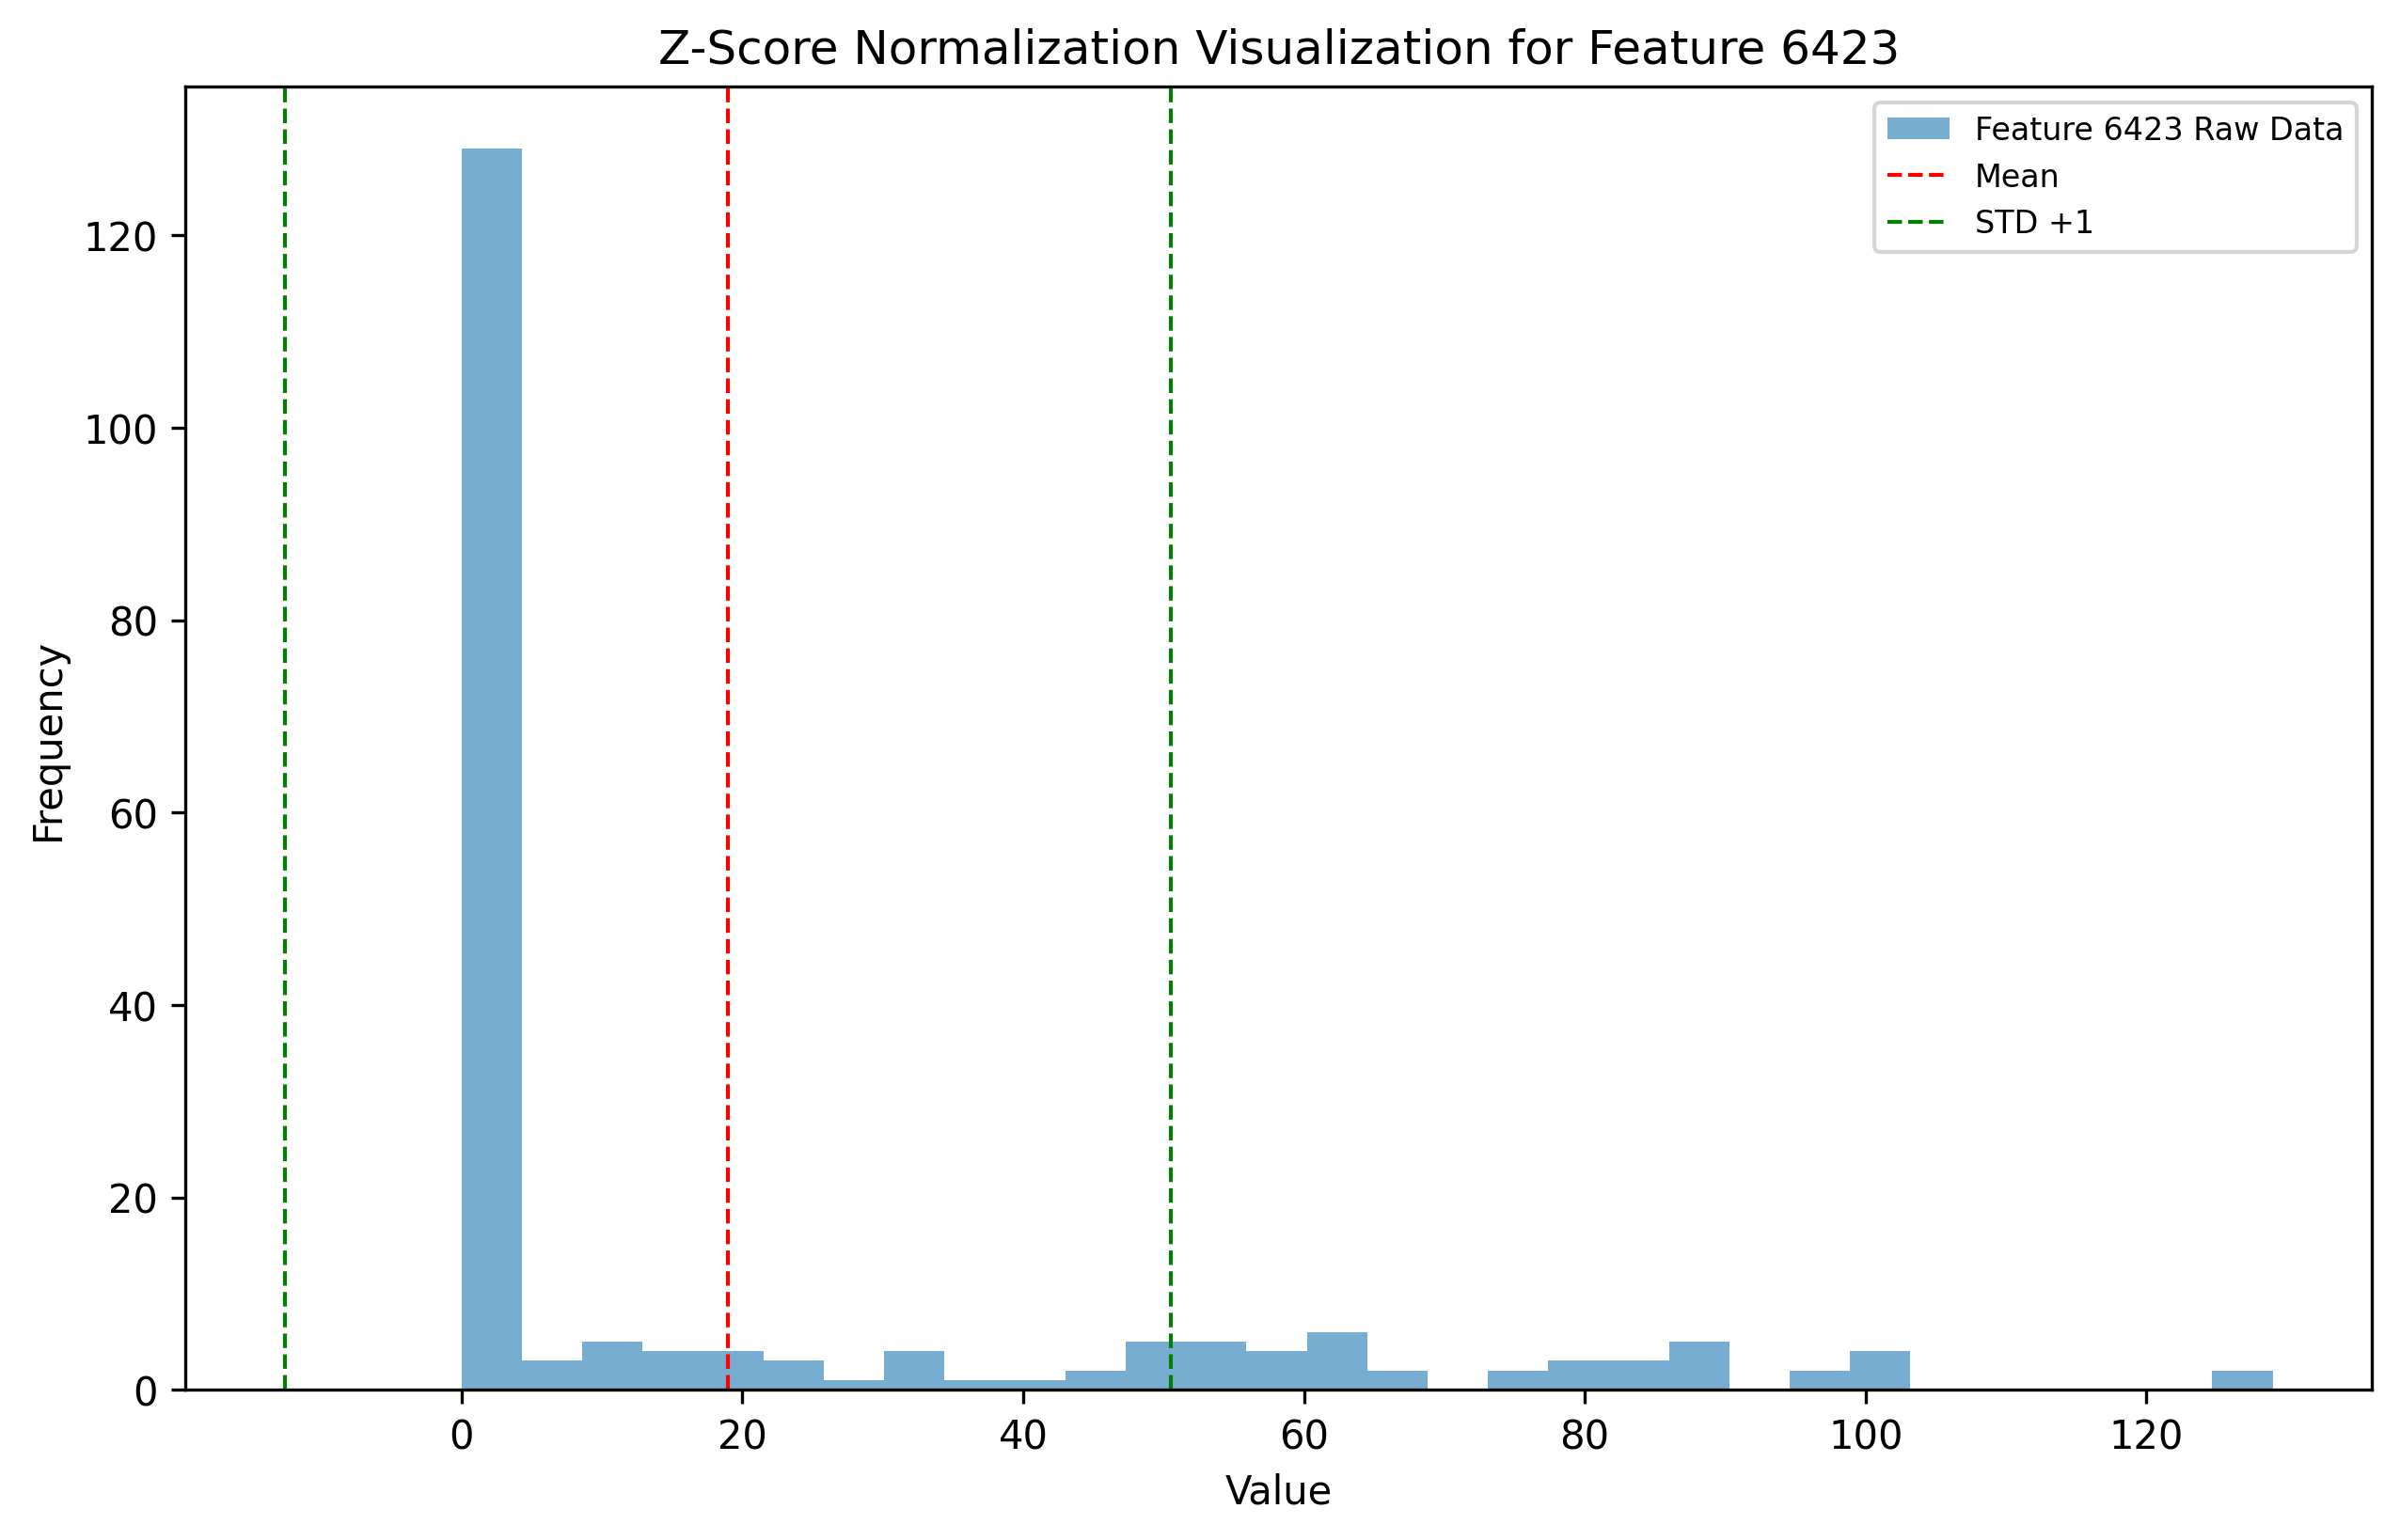 Z-Score Normalization Visualization for Feature 6423
Feature 6423 Raw Data
Mean
STD +1
Frequency
120
100
80
60
40
20
0
0 20 40 60 80 100 120
Value